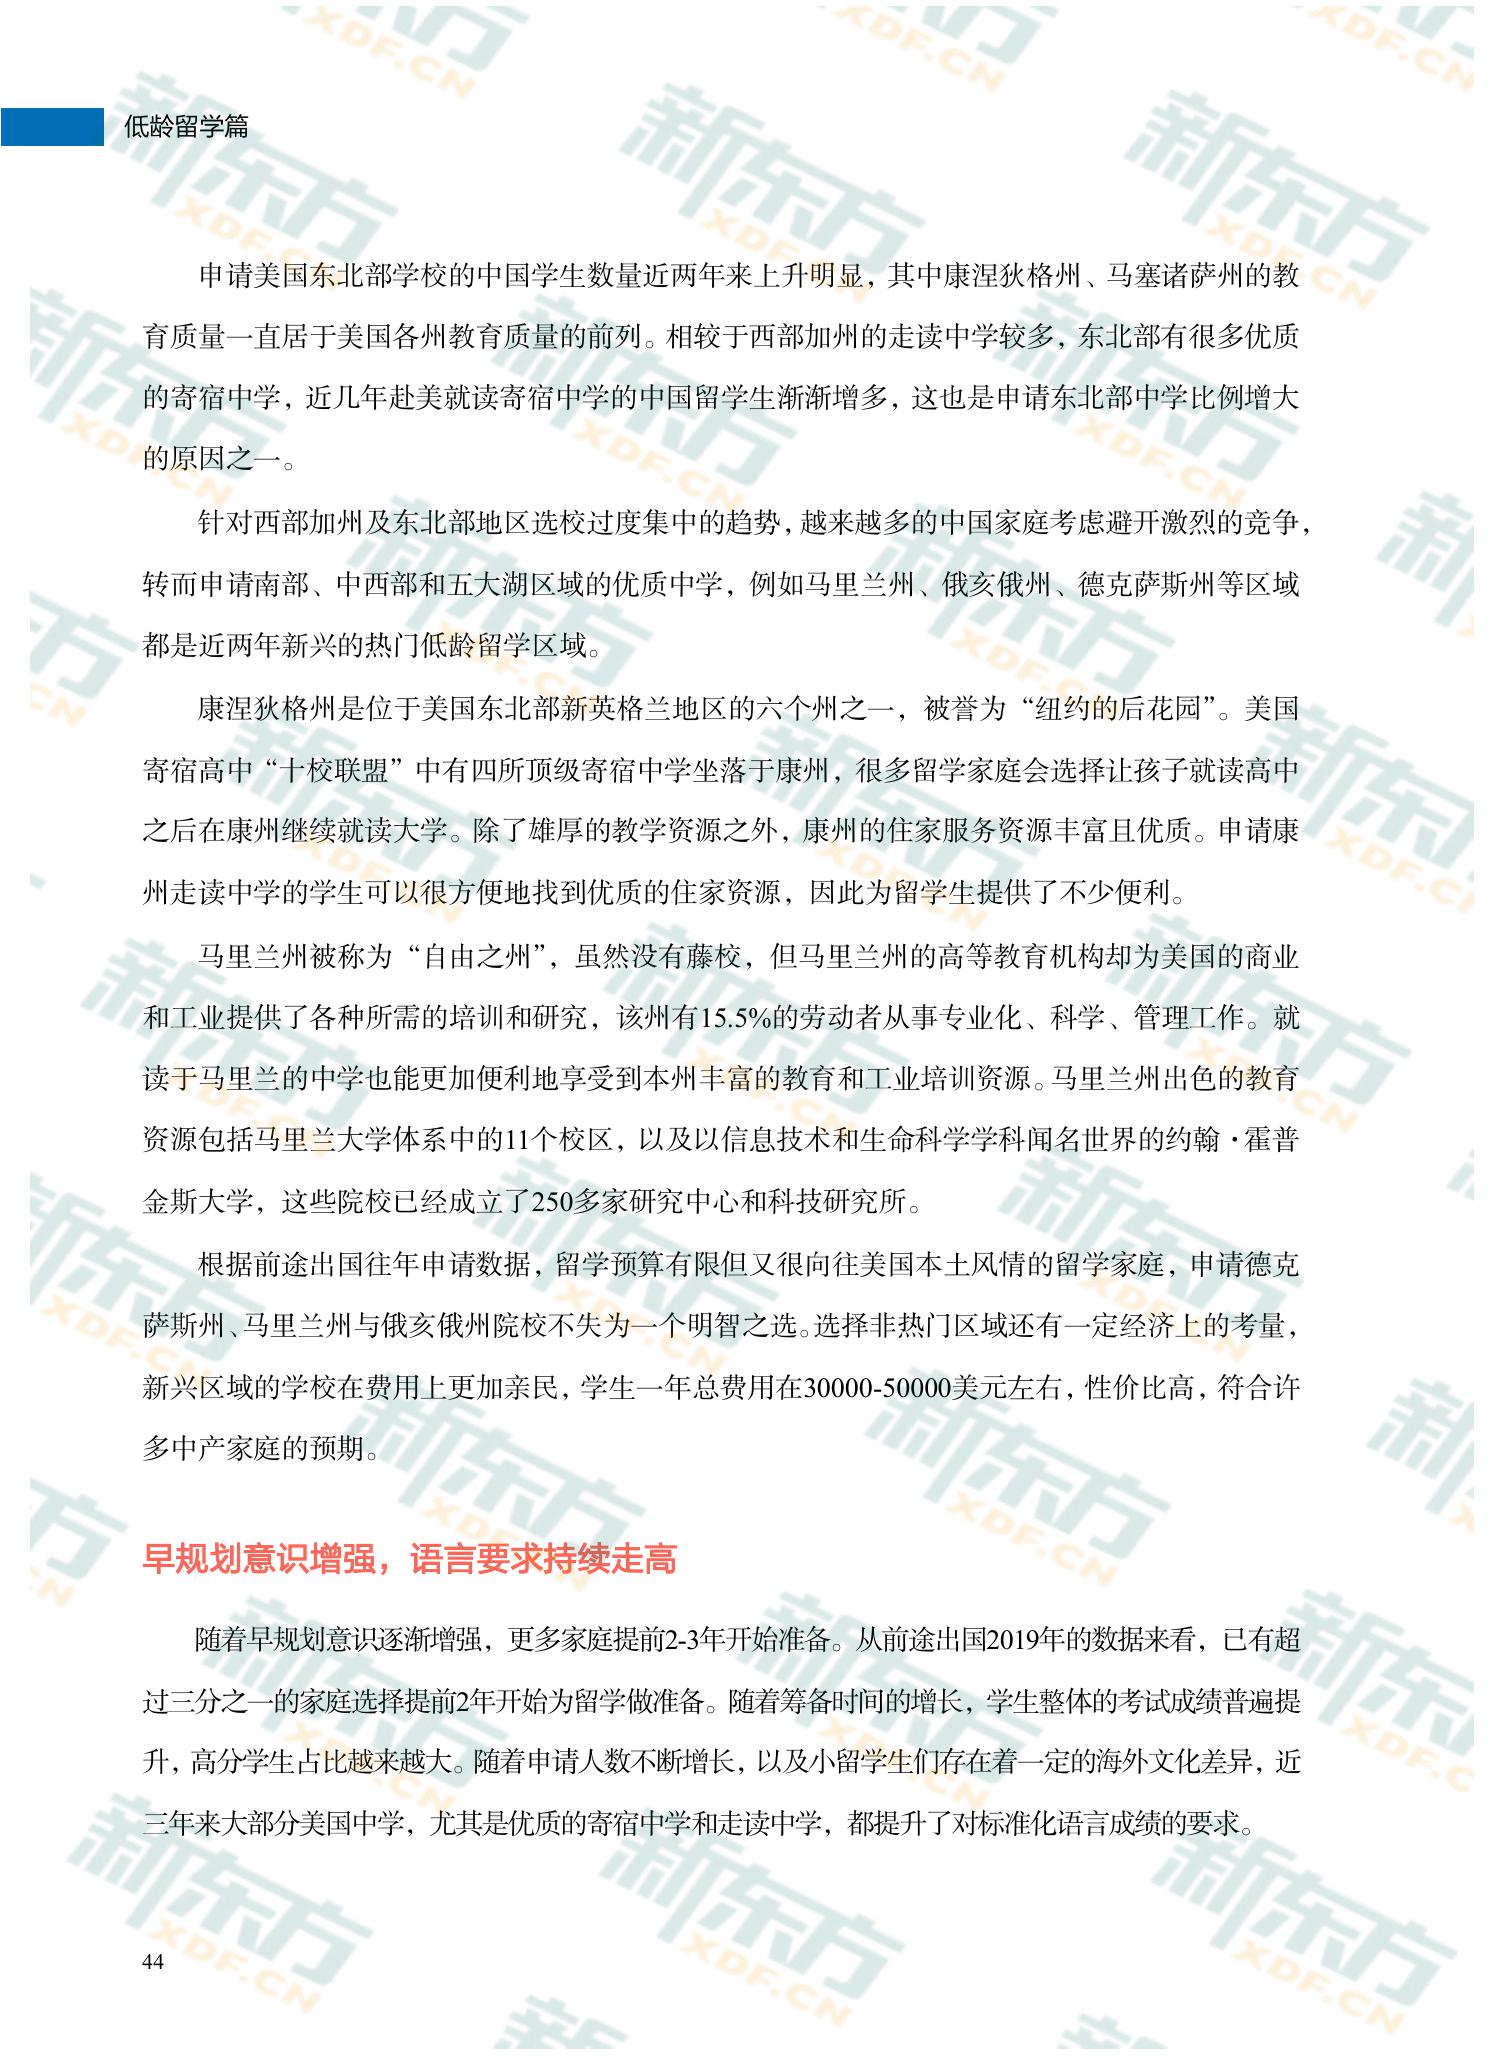 低龄留学篇
申请美国东北部学校的中国学生数量近两年来上升明显，其中康涅狄格州、马塞诸萨州的教
育质量一直居于美国各州教育质量的前列。相较于西部加州的走读中学较多，东北部有很多优质
的寄宿中学，近几年赴美就读寄宿中学的中国留学生渐渐增多，这也是申请东北部中学比例增大
的原因之一。
针对西部加州及东北部地区选校过度集中的趋势，越来越多的中国家庭考虑避开激烈的竞争，
转而申请南部、中西部和五大湖区域的优质中学，例如马里兰州、俄亥俄州、德克萨斯州等区域
都是近两年新兴的热门低龄留学区域。
康涅狄格州是位于美国东北部新英格兰地区的六个州之一，被誉为“纽约的后花园”。美国
寄宿高中“十校联盟”中有四所顶级寄宿中学坐落于康州，很多留学家庭会选择让孩子就读高中
之后在康州继续就读大学。除了雄厚的教学资源之外，康州的住家服务资源丰富且优质。申请康
州走读中学的学生可以很方便地找到优质的住家资源，因此为留学生提供了不少便利。
马里兰州被称为“自由之州”，虽然没有藤校，但马里兰州的高等教育机构却为美国的商业
和工业提供了各种所需的培训和研究，该州有15.5%的劳动者从事专业化、科学、管理工作。就
读于马里兰的中学也能更加便利地享受到本州丰富的教育和工业培训资源。马里兰州出色的教育
资源包括马里兰大学体系中的11个校区，以及以信息技术和生命科学学科闻名世界的约翰·霍普
金斯大学，这些院校已经成立了250多家研究中心和科技研究所。
根据前途出国往年申请数据，留学预算有限但又很向往美国本土风情的留学家庭，申请德克
萨斯州、马里兰州与俄亥俄州院校不失为一个明智之选。选择非热门区域还有一定经济上的考量，
新兴区域的学校在费用上更加亲民，学生一年总费用在30000-50000美元左右，性价比高，符合许
多中产家庭的预期。
早规划意识增强，语言要求持续走高
随着早规划意识逐渐增强，更多家庭提前2-3年开始准备。从前途出国2019年的数据来看，已有超
过三分之一的家庭选择提前2年开始为留学做准备。随着筹备时间的增长，学生整体的考试成绩普遍提
升，高分学生占比越来越大。随着申请人数不断增长，以及小留学生们存在着一定的海外文化差异，近
三年来大部分美国中学，尤其是优质的寄宿中学和走读中学，都提升了对标准化语言成绩的要求。
44
新东方
XDF.CN